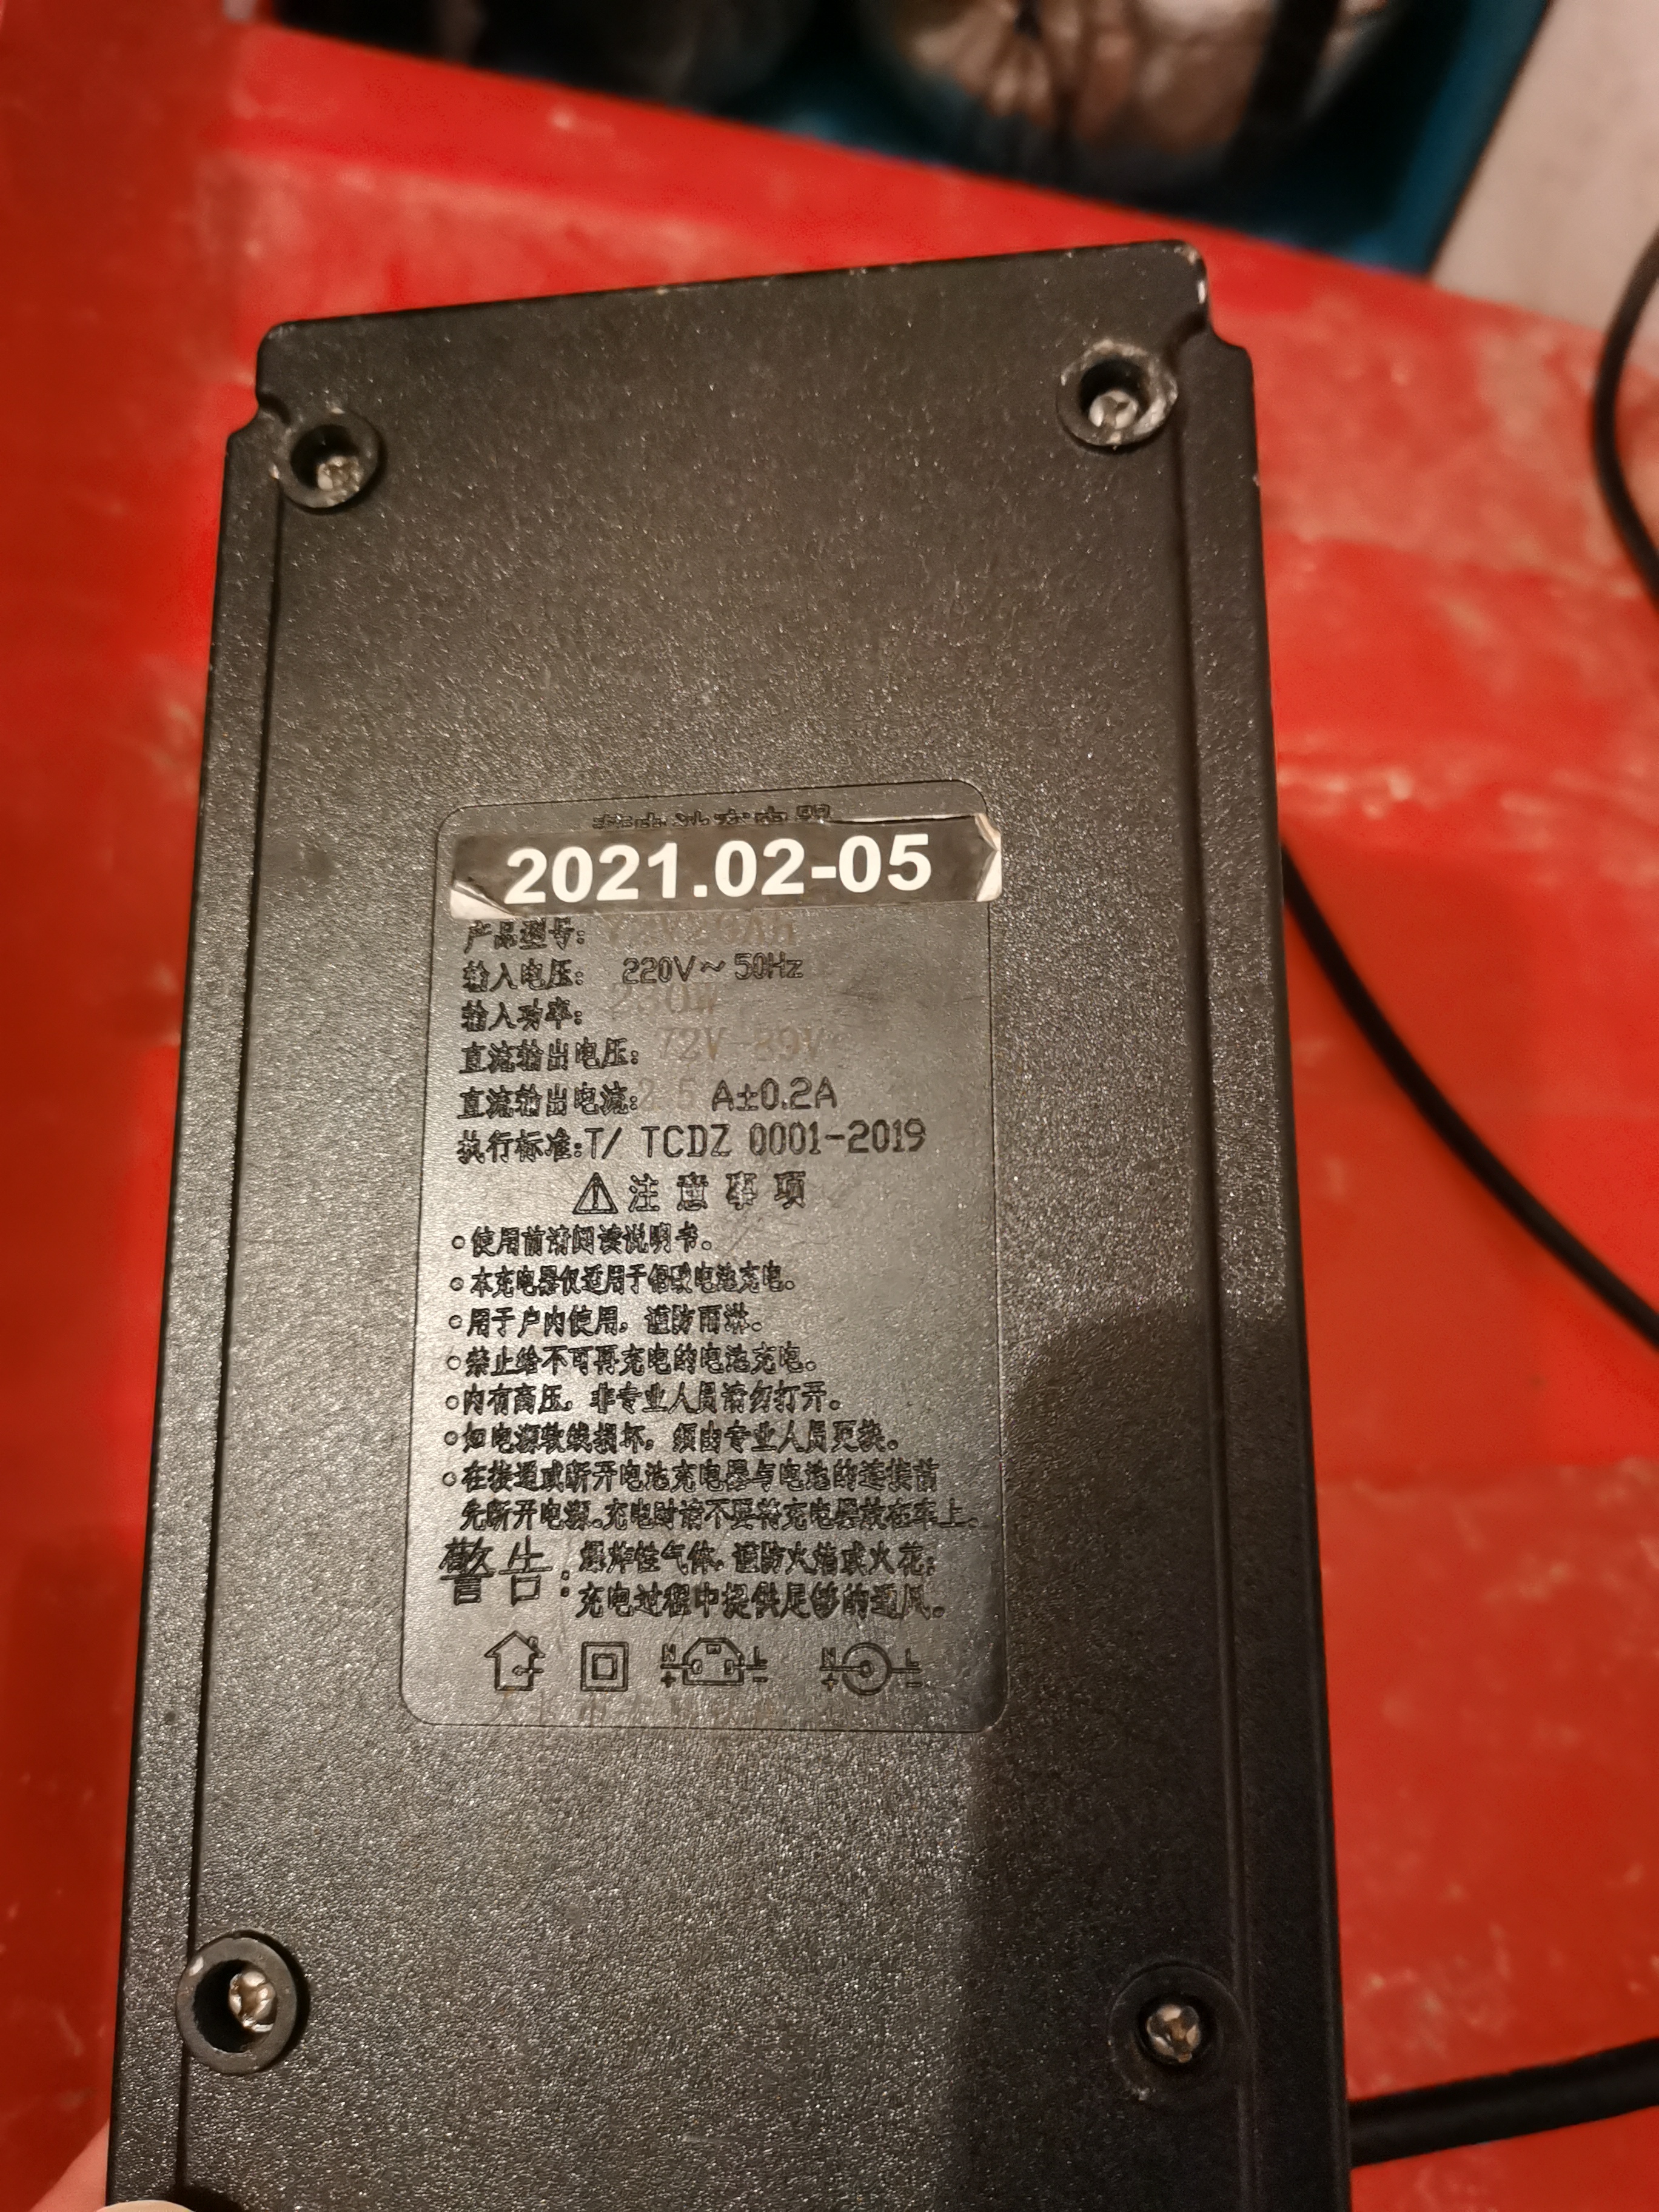 2021.02-05
产品型号: 72V20AH
输入电压: 220V~50Hz
输入功率: 230W
直流输出电压: 72V-89V
直流输出电流:2.5 A±0.2A
执行标准:T/ TCDZ 0001-2019
注意事项
使用前请阅读说明书。
本充电器仅适用于铅酸电池充电。
用于户内使用，谨防雨淋。
禁止给不可再充电的电池充电。
内有高压，非专业人员请勿打开。
如电源软线损坏，须由专业人员更换。
在接通或断开电池充电器与电池的连接前
先断开电源.充电时请不要将充电器放在车上。
警告:爆炸性气体，谨防火焰或火花；
充电过程中提供足够的通风。
N L N L
+ - + -